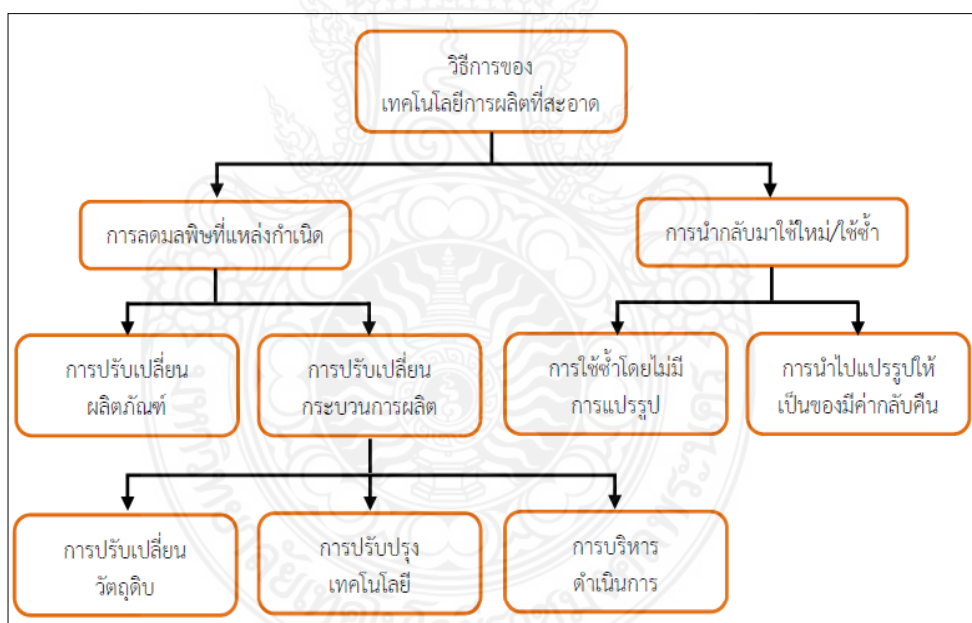 วิธีการของ
เทคโนโลยีการผลิตที่สะอาด
การลดมลพิษที่แหล่งกำเนิด
การนำกลับมาใช้ใหม่/ใช้ซ้ำ
การปรับเปลี่ยน
ผลิตภัณฑ์
การปรับเปลี่ยน
กระบวนการผลิต
การใช้ซ้ำโดยไม่มี
การแปรรูป
การนำไปแปรรูปให้
เป็นของมีค่ากลับคืน
การปรับเปลี่ยน
วัตถุดิบ
การปรับปรุง
เทคโนโลยี
การบริหาร
ดำเนินการ